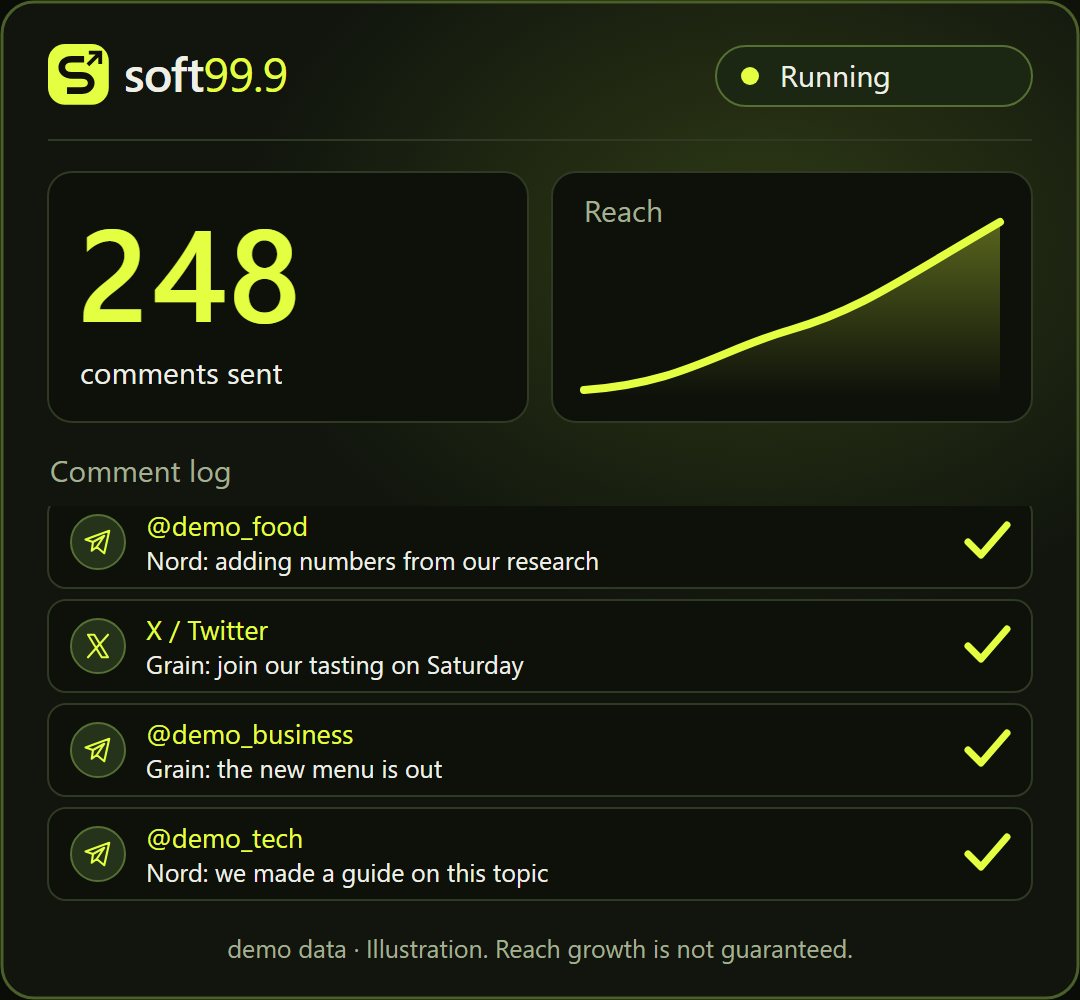 soft99.9
Running
248
comments sent
Reach
Comment log
@demo_food
Nord: adding numbers from our research
X / Twitter
Grain: join our tasting on Saturday
@demo_business
Grain: the new menu is out
@demo_tech
Nord: we made a guide on this topic
demo data · Illustration. Reach growth is not guaranteed.